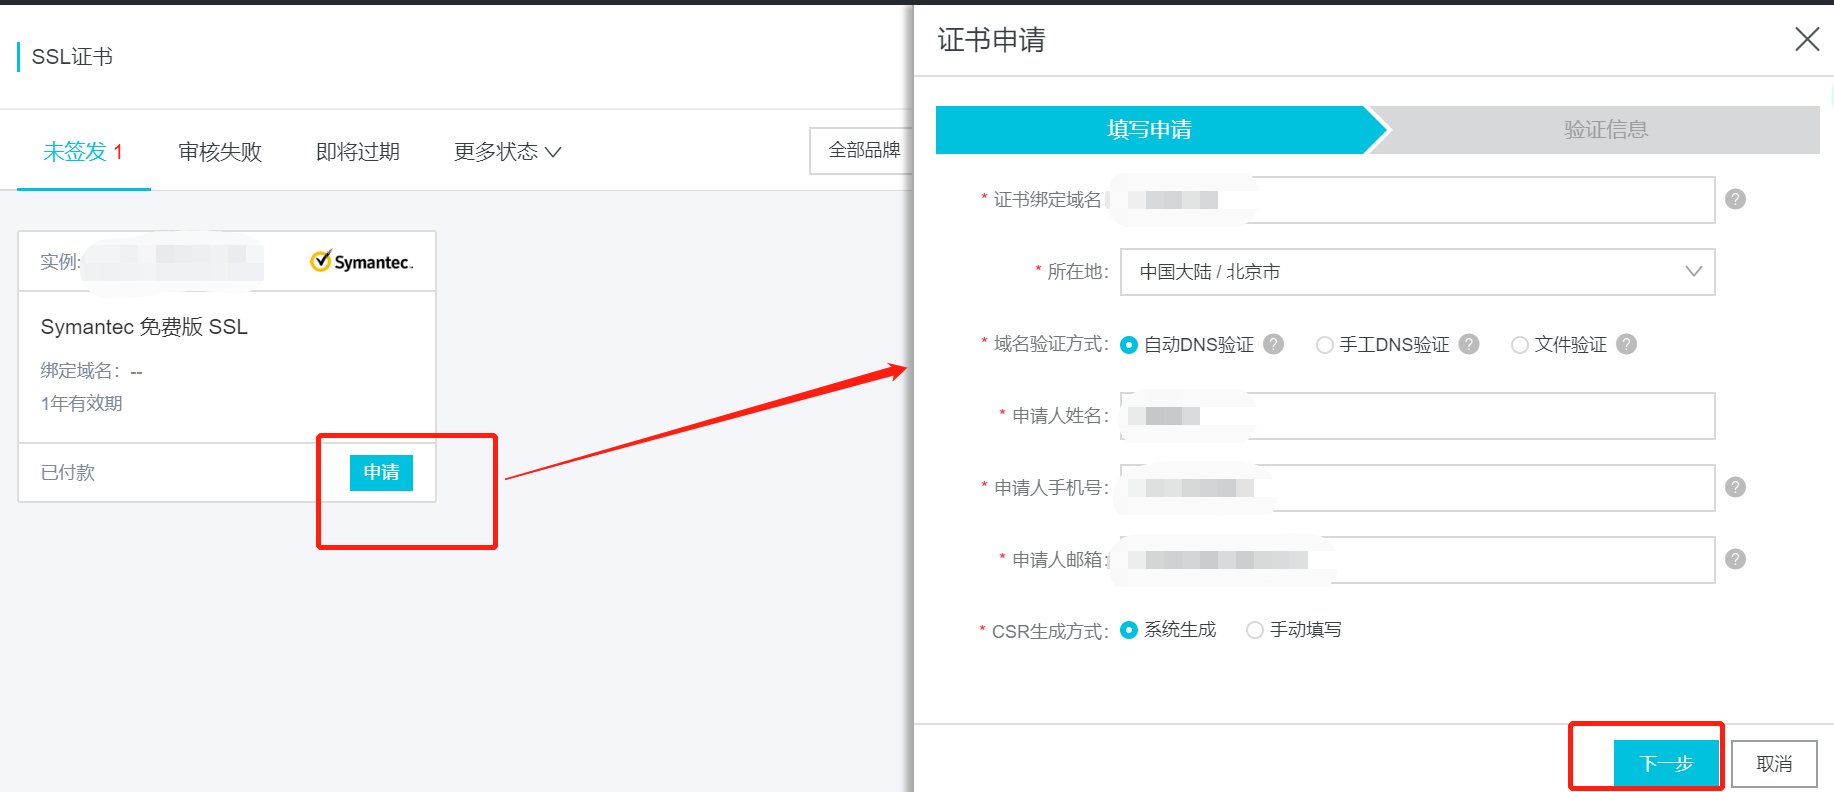 SSL证书
未签发 1
审核失败
即将过期
更多状态
全部品牌
实例:
Symantec.
Symantec 免费版 SSL
绑定域名：--
1年有效期
已付款
申请
证书申请
填写申请
验证信息
* 证书绑定域名
?
* 所在地：
中国大陆 / 北京市
* 域名验证方式：
自动DNS验证 ?
手工DNS验证 ?
文件验证 ?
* 申请人姓名：
* 申请人手机号：
?
* 申请人邮箱:
?
* CSR生成方式：
系统生成
手动填写
下一步
取消